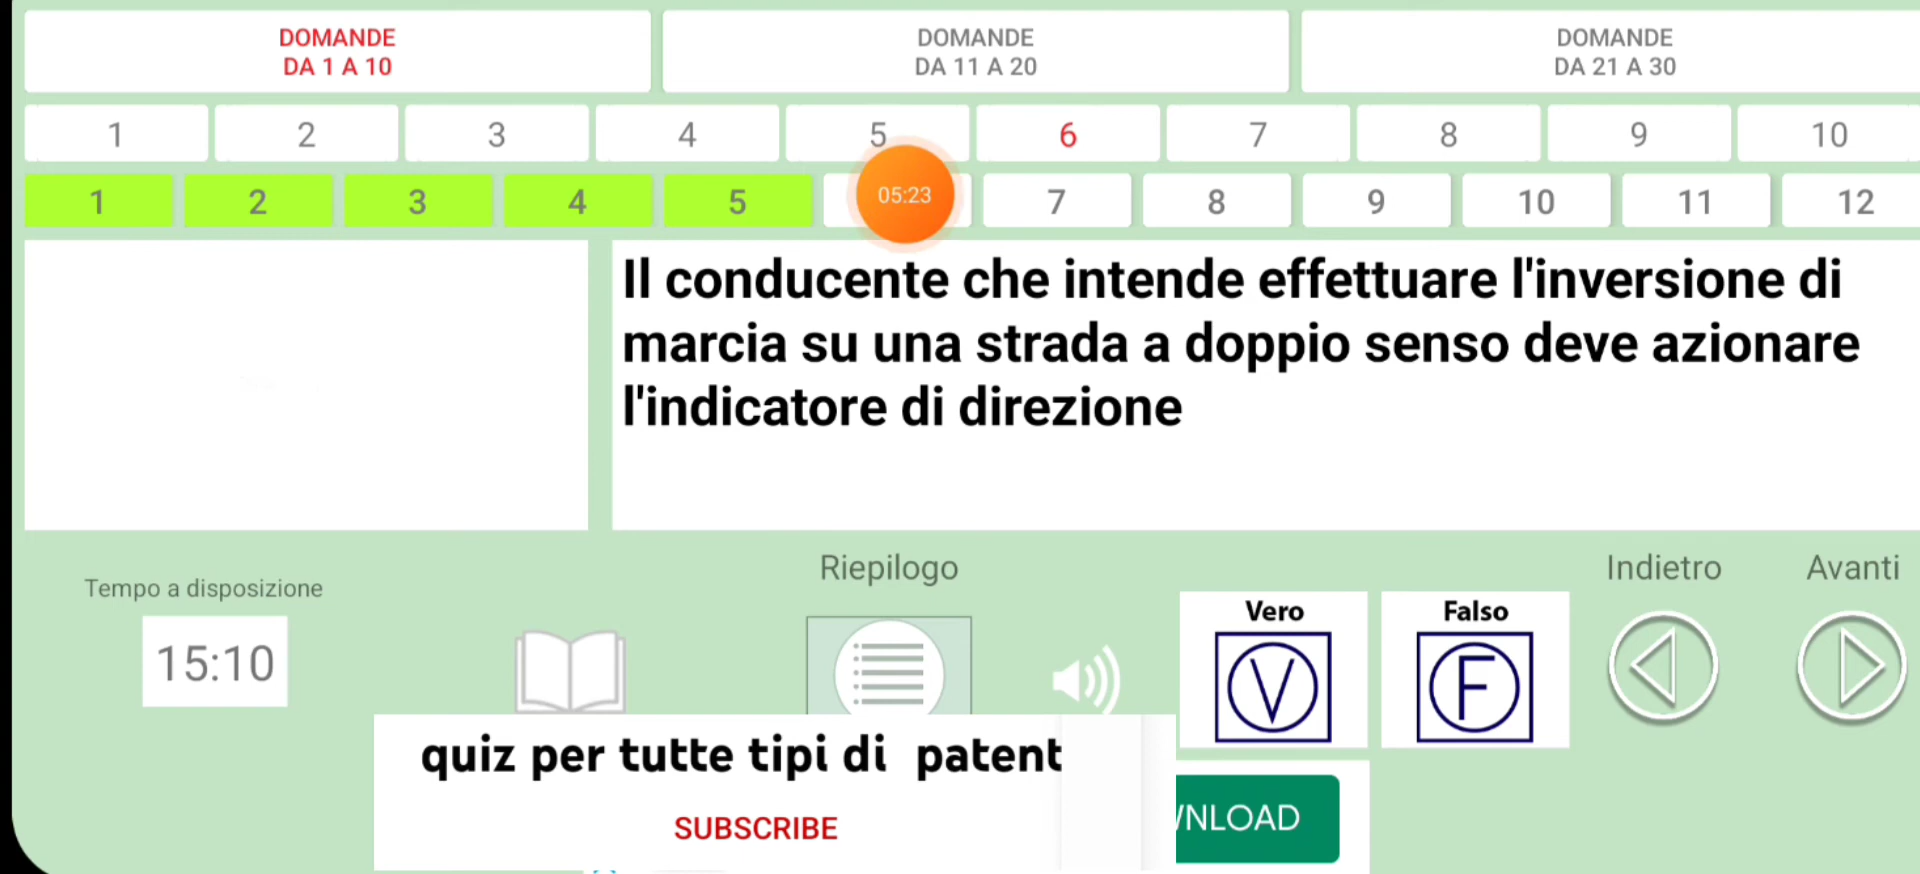 DOMANDE
DA 1 A 10
DOMANDE
DA 11 A 20
DOMANDE
DA 21 A 30
1 2 3 4 5 6 7 8 9 10
1 2 3 4 5 05:23 7 8 9 10 11 12
Il conducente che intende effettuare l'inversione di
marcia su una strada a doppio senso deve azionare
l'indicatore di direzione
Tempo a disposizione
15:10
Riepilogo
Vero
V
Falso
F
Indietro
Avanti
quiz per tutte tipi di patent
SUBSCRIBE
NLOAD